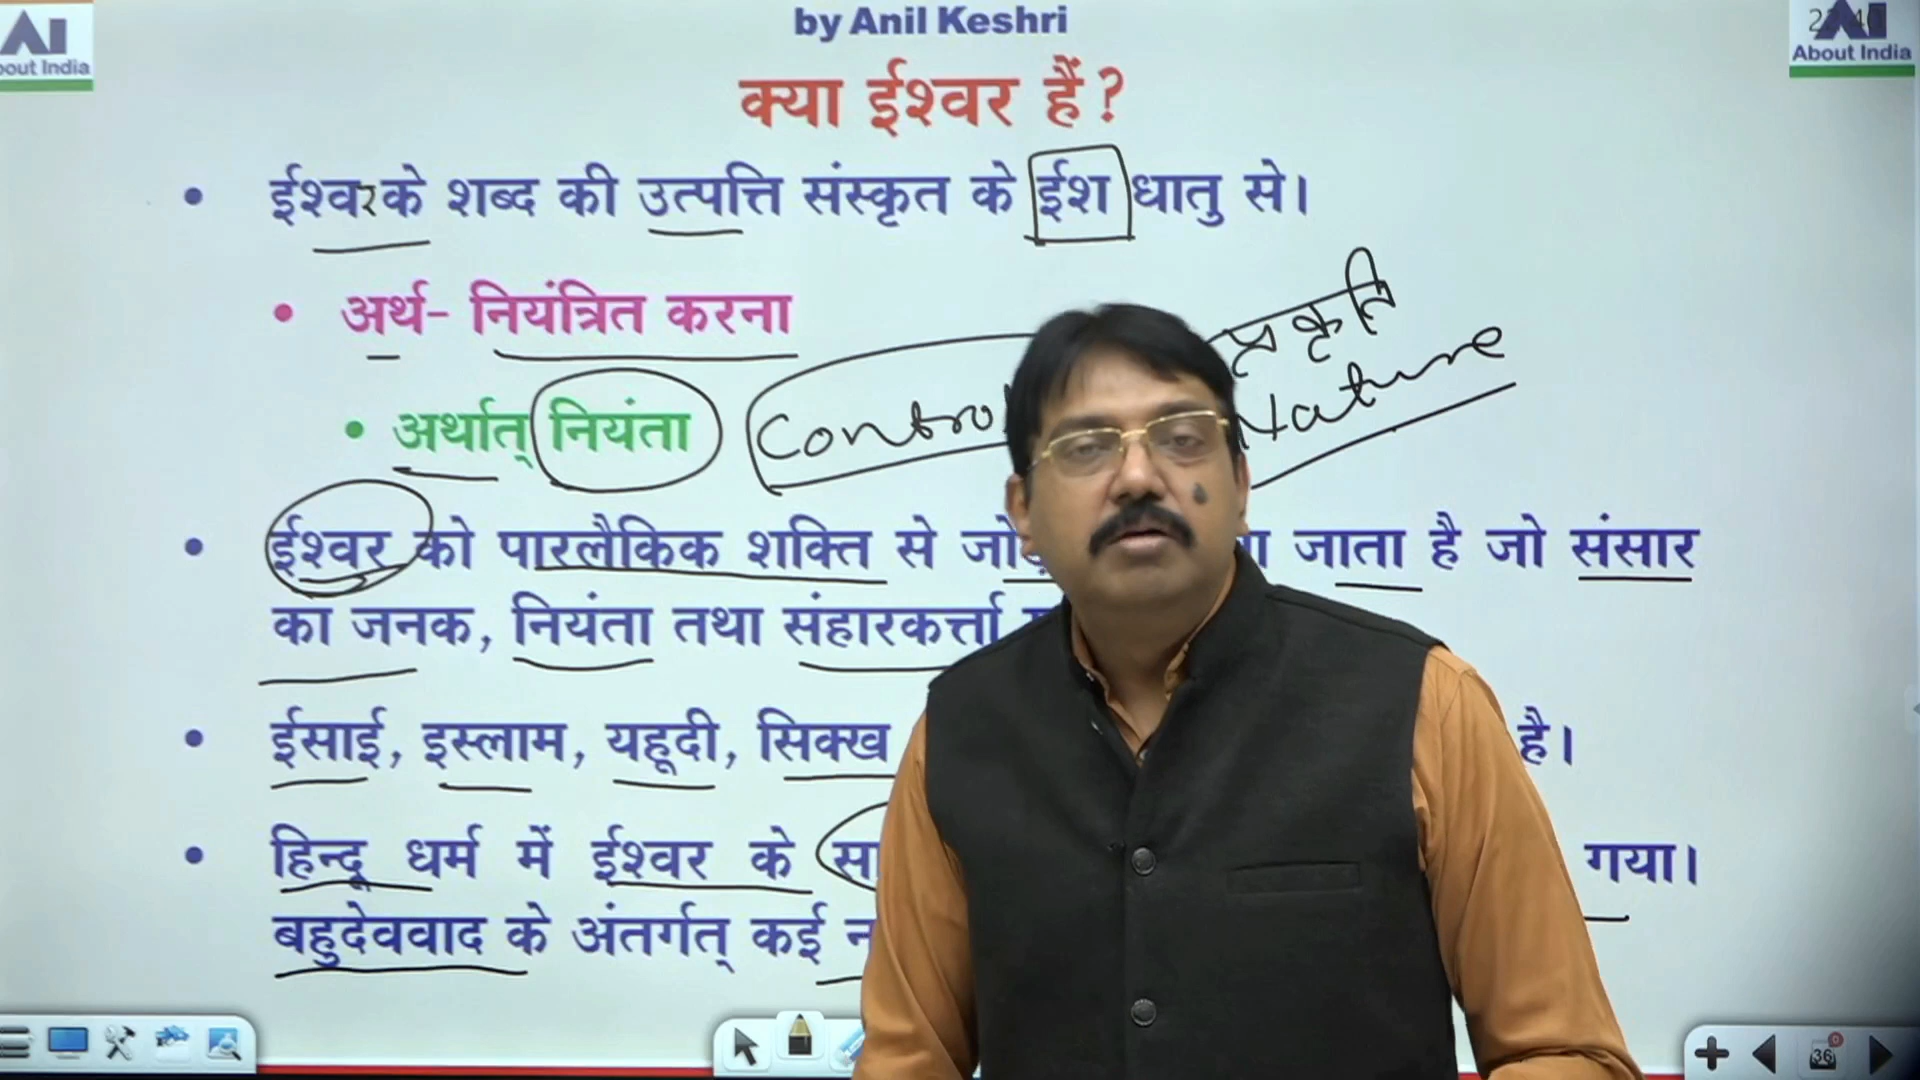 AI
About India
by Anil Keshri
AI
About India
क्या ईश्वर हैं?
• ईश्वर के शब्द की उत्पत्ति संस्कृत के ईश धातु से।
• अर्थ- नियंत्रित करना
प्रकृति
• अर्थात् नियंता
Nature
• ईश्वर को पारलैकिक शक्ति से जाता है जो संसार
का जनक, नियंता तथा संहारकर्त्ता
• ईसाई, इस्लाम, यहूदी, सिक्ख है।
• हिन्दू धर्म में ईश्वर के गया।
बहुदेववाद के अंतर्गत् कई
36